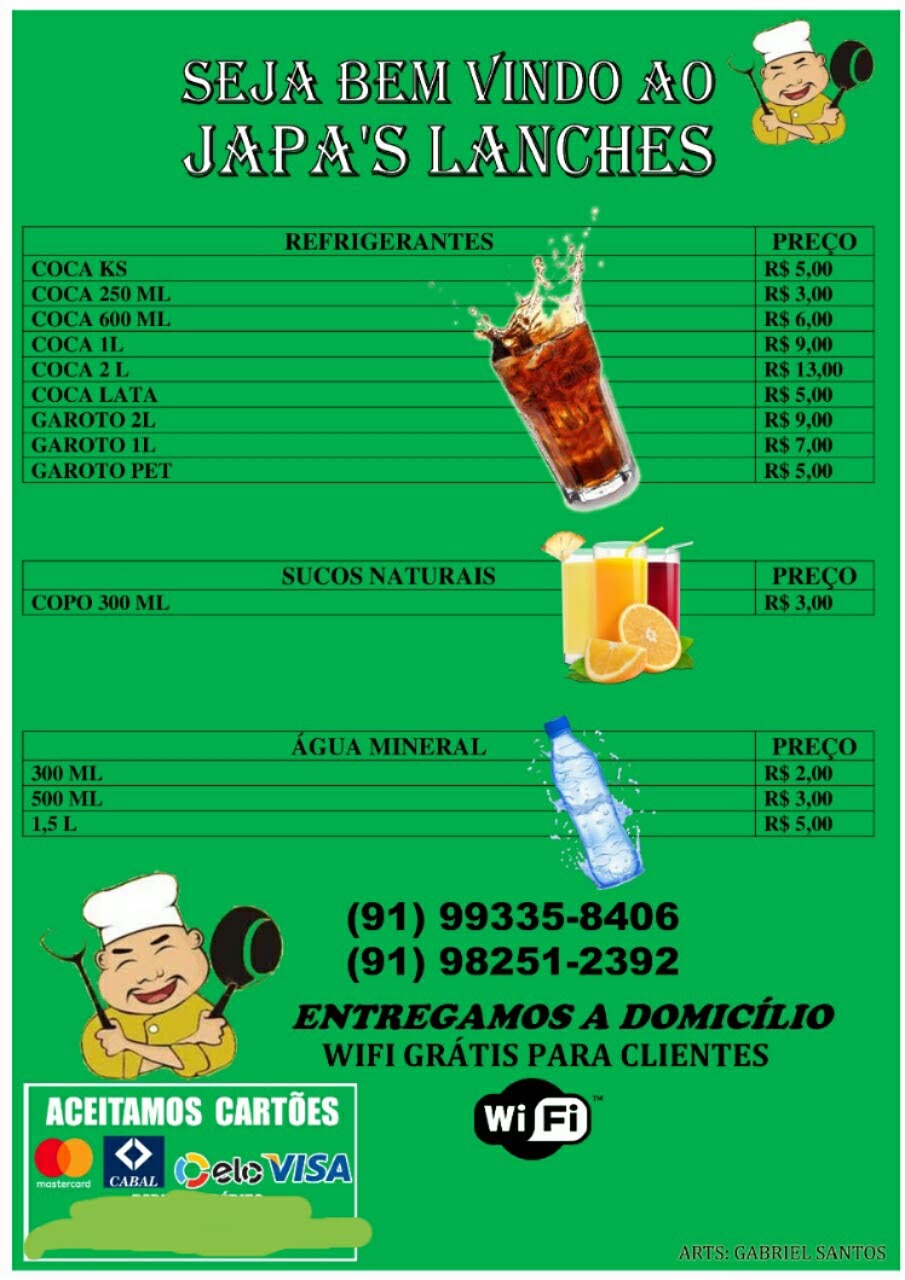 SEJA BEM VINDO AO
JAPA'S LANCHES
REFRIGERANTES PREÇO
COCA KS R$ 5,00
COCA 250 ML R$ 3,00
COCA 600 ML R$ 6,00
COCA 1L R$ 9,00
COCA 2 L R$ 13,00
COCA LATA R$ 5,00
GAROTO 2L R$ 9,00
GAROTO 1L R$ 7,00
GAROTO PET R$ 5,00
SUCOS NATURAIS PREÇO
COPO 300 ML R$ 3,00
ÁGUA MINERAL PREÇO
300 ML R$ 2,00
500 ML R$ 3,00
1,5 L R$ 5,00
(91) 99335-8406
(91) 98251-2392
ENTREGAMOS A DOMICÍLIO
WIFI GRÁTIS PARA CLIENTES
Wi Fi ™
ACEITAMOS CARTÕES
mastercard CABAL elo VISA
ARTS: GABRIEL SANTOS